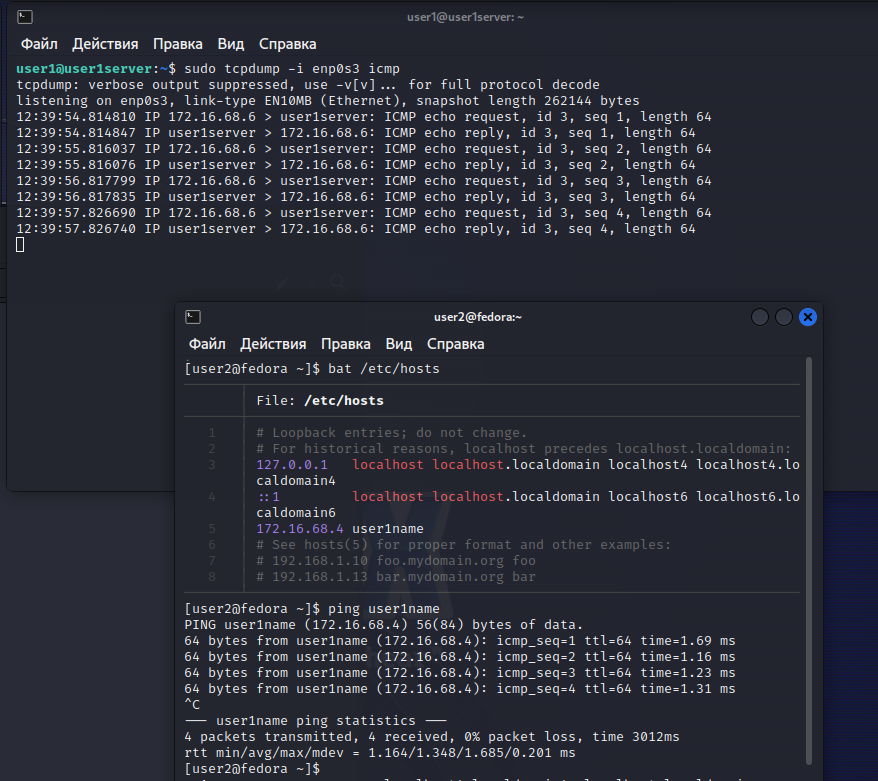 user1@user1server: ~
Файл Действия Правка Вид Справка
user1@user1server:~$ sudo tcpdump -i enp0s3 icmp
tcpdump: verbose output suppressed, use -v[v]... for full protocol decode
listening on enp0s3, link-type EN10MB (Ethernet), snapshot length 262144 bytes
12:39:54.814810 IP 172.16.68.6 > user1server: ICMP echo request, id 3, seq 1, length 64
12:39:54.814847 IP user1server > 172.16.68.6: ICMP echo reply, id 3, seq 1, length 64
12:39:55.816037 IP 172.16.68.6 > user1server: ICMP echo request, id 3, seq 2, length 64
12:39:55.816076 IP user1server > 172.16.68.6: ICMP echo reply, id 3, seq 2, length 64
12:39:56.817799 IP 172.16.68.6 > user1server: ICMP echo request, id 3, seq 3, length 64
12:39:56.817835 IP user1server > 172.16.68.6: ICMP echo reply, id 3, seq 3, length 64
12:39:57.826690 IP 172.16.68.6 > user1server: ICMP echo request, id 3, seq 4, length 64
12:39:57.826740 IP user1server > 172.16.68.6: ICMP echo reply, id 3, seq 4, length 64
user2@fedora:~
Файл Действия Правка Вид Справка
[user2@fedora ~]$ bat /etc/hosts
File: /etc/hosts
1 # Loopback entries; do not change.
2 # For historical reasons, localhost precedes localhost.localdomain:
3 127.0.0.1 localhost localhost.localdomain localhost4 localhost4.lo
caldomain4
4 ::1 localhost localhost.localdomain localhost6 localhost6.lo
caldomain6
5 172.16.68.4 user1name
6 # See hosts(5) for proper format and other examples:
7 # 192.168.1.10 foo.mydomain.org foo
8 # 192.168.1.13 bar.mydomain.org bar
[user2@fedora ~]$ ping user1name
PING user1name (172.16.68.4) 56(84) bytes of data.
64 bytes from user1name (172.16.68.4): icmp_seq=1 ttl=64 time=1.69 ms
64 bytes from user1name (172.16.68.4): icmp_seq=2 ttl=64 time=1.16 ms
64 bytes from user1name (172.16.68.4): icmp_seq=3 ttl=64 time=1.23 ms
64 bytes from user1name (172.16.68.4): icmp_seq=4 ttl=64 time=1.31 ms
^C
--- user1name ping statistics ---
4 packets transmitted, 4 received, 0% packet loss, time 3012ms
rtt min/avg/max/mdev = 1.164/1.348/1.685/0.201 ms
[user2@fedora ~]$